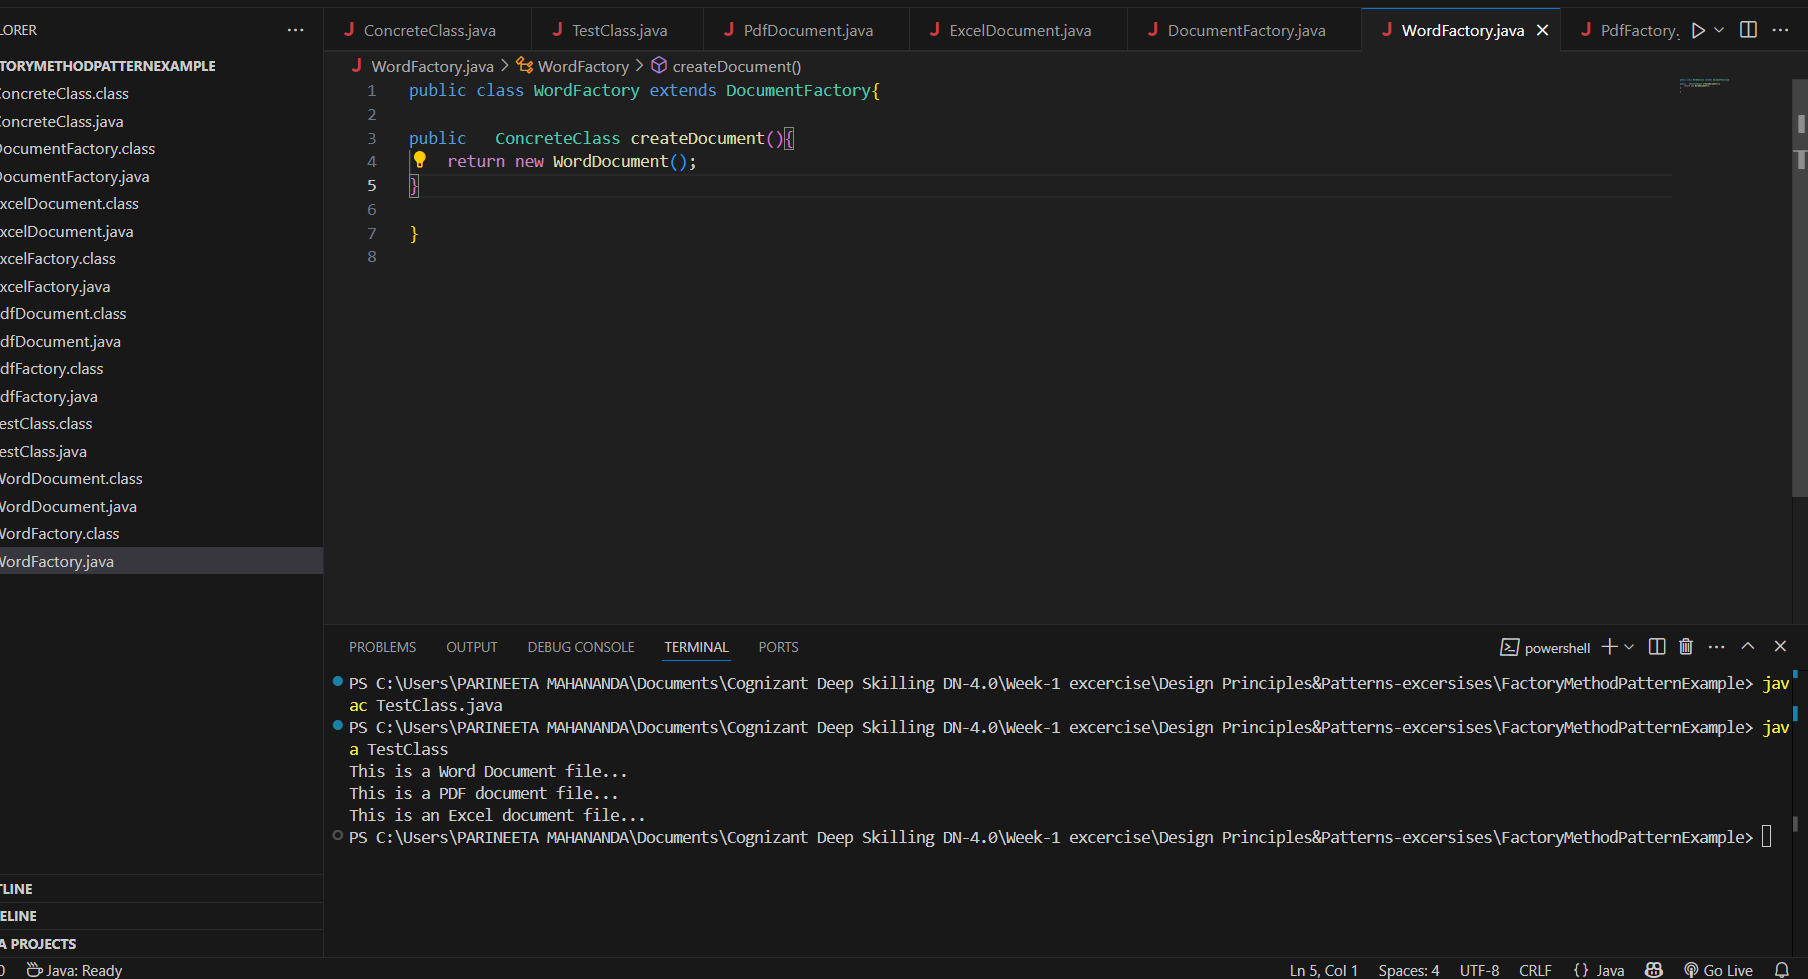 LORER
ConcreteClass.java
TestClass.java
PdfDocument.java
ExcelDocument.java
DocumentFactory.java
WordFactory.java
PdfFactory.
TORYMETHODPATTERNEXAMPLE
oncreteClass.class
oncreteClass.java
ocumentFactory.class
ocumentFactory.java
xcelDocument.class
xcelDocument.java
xcelFactory.class
xcelFactory.java
dfDocument.class
dfDocument.java
dfFactory.class
dfFactory.java
estClass.class
estClass.java
WordDocument.class
WordDocument.java
WordFactory.class
WordFactory.java
TLINE
ELINE
A PROJECTS
WordFactory.java > WordFactory > createDocument()
1 public class WordFactory extends DocumentFactory{
2
3 public   ConcreteClass createDocument(){
4     return new WordDocument();
5 }
6
7 }
8
PROBLEMS OUTPUT DEBUG CONSOLE TERMINAL PORTS
powershell
PS C:\Users\PARINEETA MAHANANDA\Documents\Cognizant Deep Skilling DN-4.0\Week-1 excercise\Design Principles&Patterns-excersises\FactoryMethodPatternExample> jav
ac TestClass.java
PS C:\Users\PARINEETA MAHANANDA\Documents\Cognizant Deep Skilling DN-4.0\Week-1 excercise\Design Principles&Patterns-excersises\FactoryMethodPatternExample> jav
a TestClass
This is a Word Document file...
This is a PDF document file...
This is an Excel document file...
PS C:\Users\PARINEETA MAHANANDA\Documents\Cognizant Deep Skilling DN-4.0\Week-1 excercise\Design Principles&Patterns-excersises\FactoryMethodPatternExample>
0 Java: Ready
Ln 5, Col 1 Spaces: 4 UTF-8 CRLF {} Java Go Live